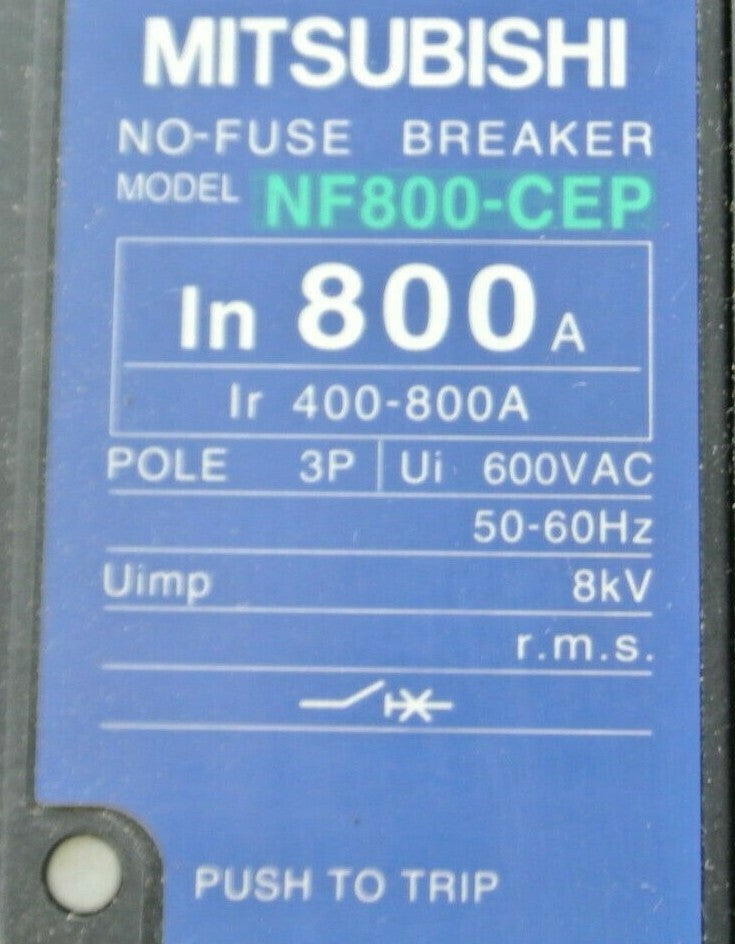 MITSUBISHI
NO-FUSE BREAKER
MODEL NF800-CEP
In 800 A
Ir 400-800A
POLE 3P Ui 600VAC
50-60Hz
Uimp 8kV
r.m.s.
PUSH TO TRIP